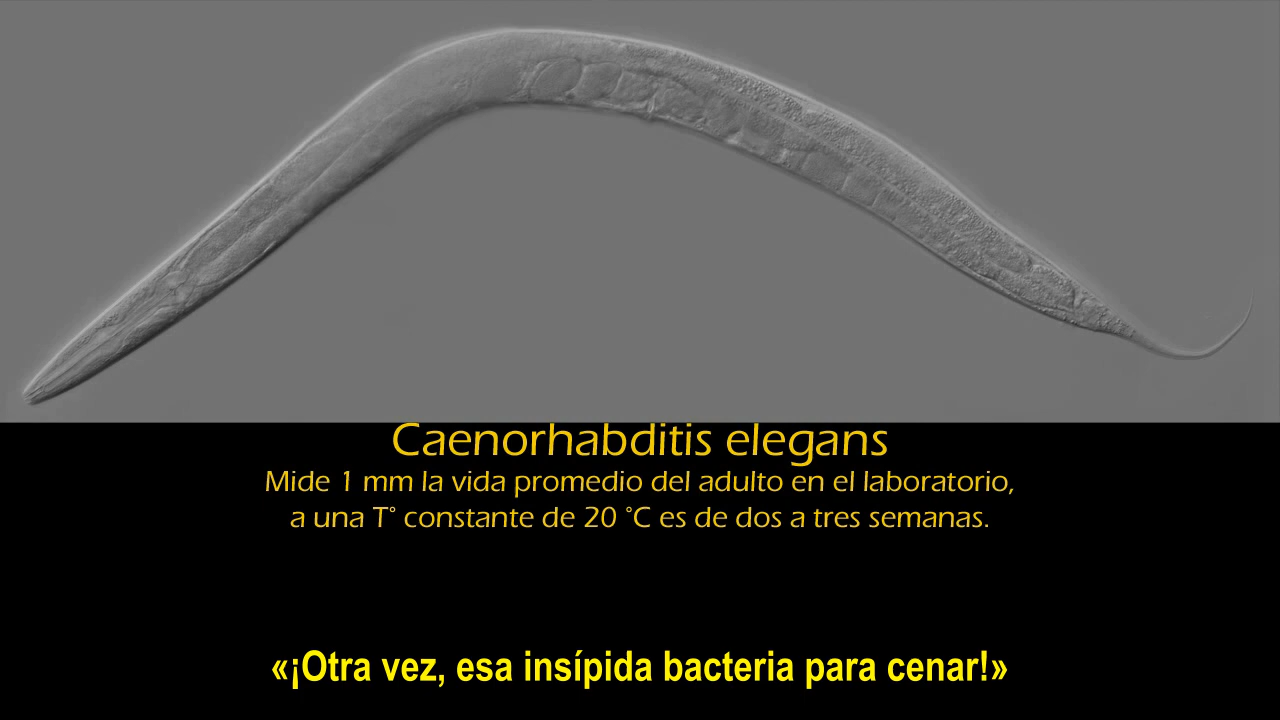 Caenorhabditis elegans
Mide 1 mm la vida promedio del adulto en el laboratorio,
a una T° constante de 20 °C es de dos a tres semanas.
«¡Otra vez, esa insípida bacteria para cenar!»